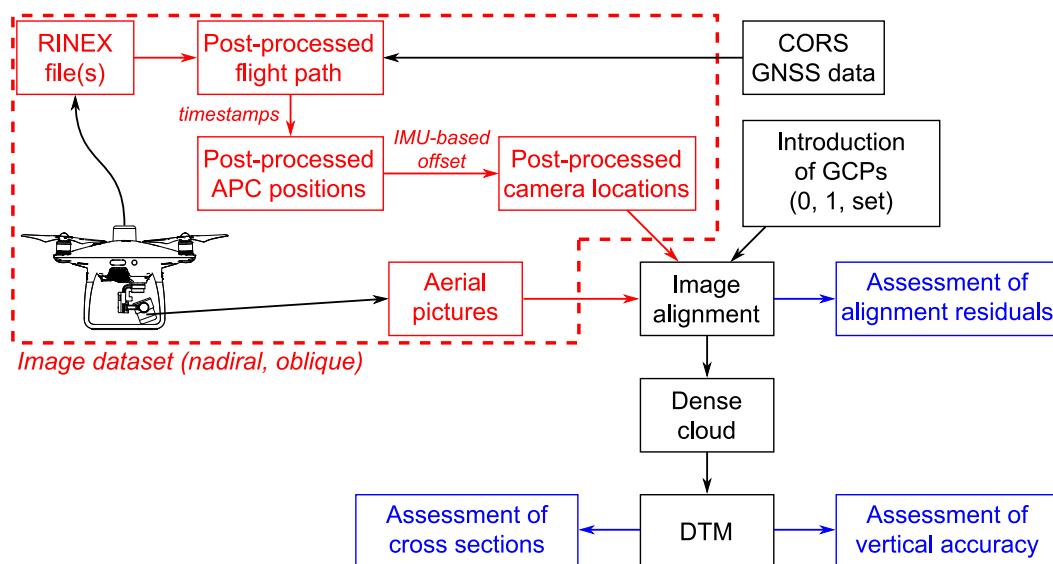 RINEX
file(s)
Post-processed
flight path
CORS
GNSS data
timestamps
Post-processed
APC positions
IMU-based
offset
Post-processed
camera locations
Introduction
of GCPs
(0, 1, set)
Aerial
pictures
Image
alignment
Assessment of
alignment residuals
Image dataset (nadiral, oblique)
Dense
cloud
Assessment of
cross sections
DTM
Assessment of
vertical accuracy